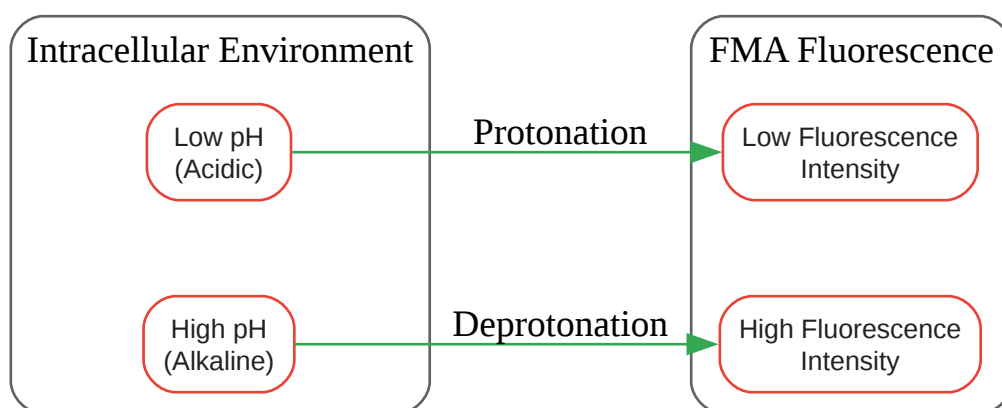 Intracellular Environment
FMA Fluorescence
Low pH
(Acidic)
Protonation
Low Fluorescence
Intensity
High pH
(Alkaline)
Deprotonation
High Fluorescence
Intensity